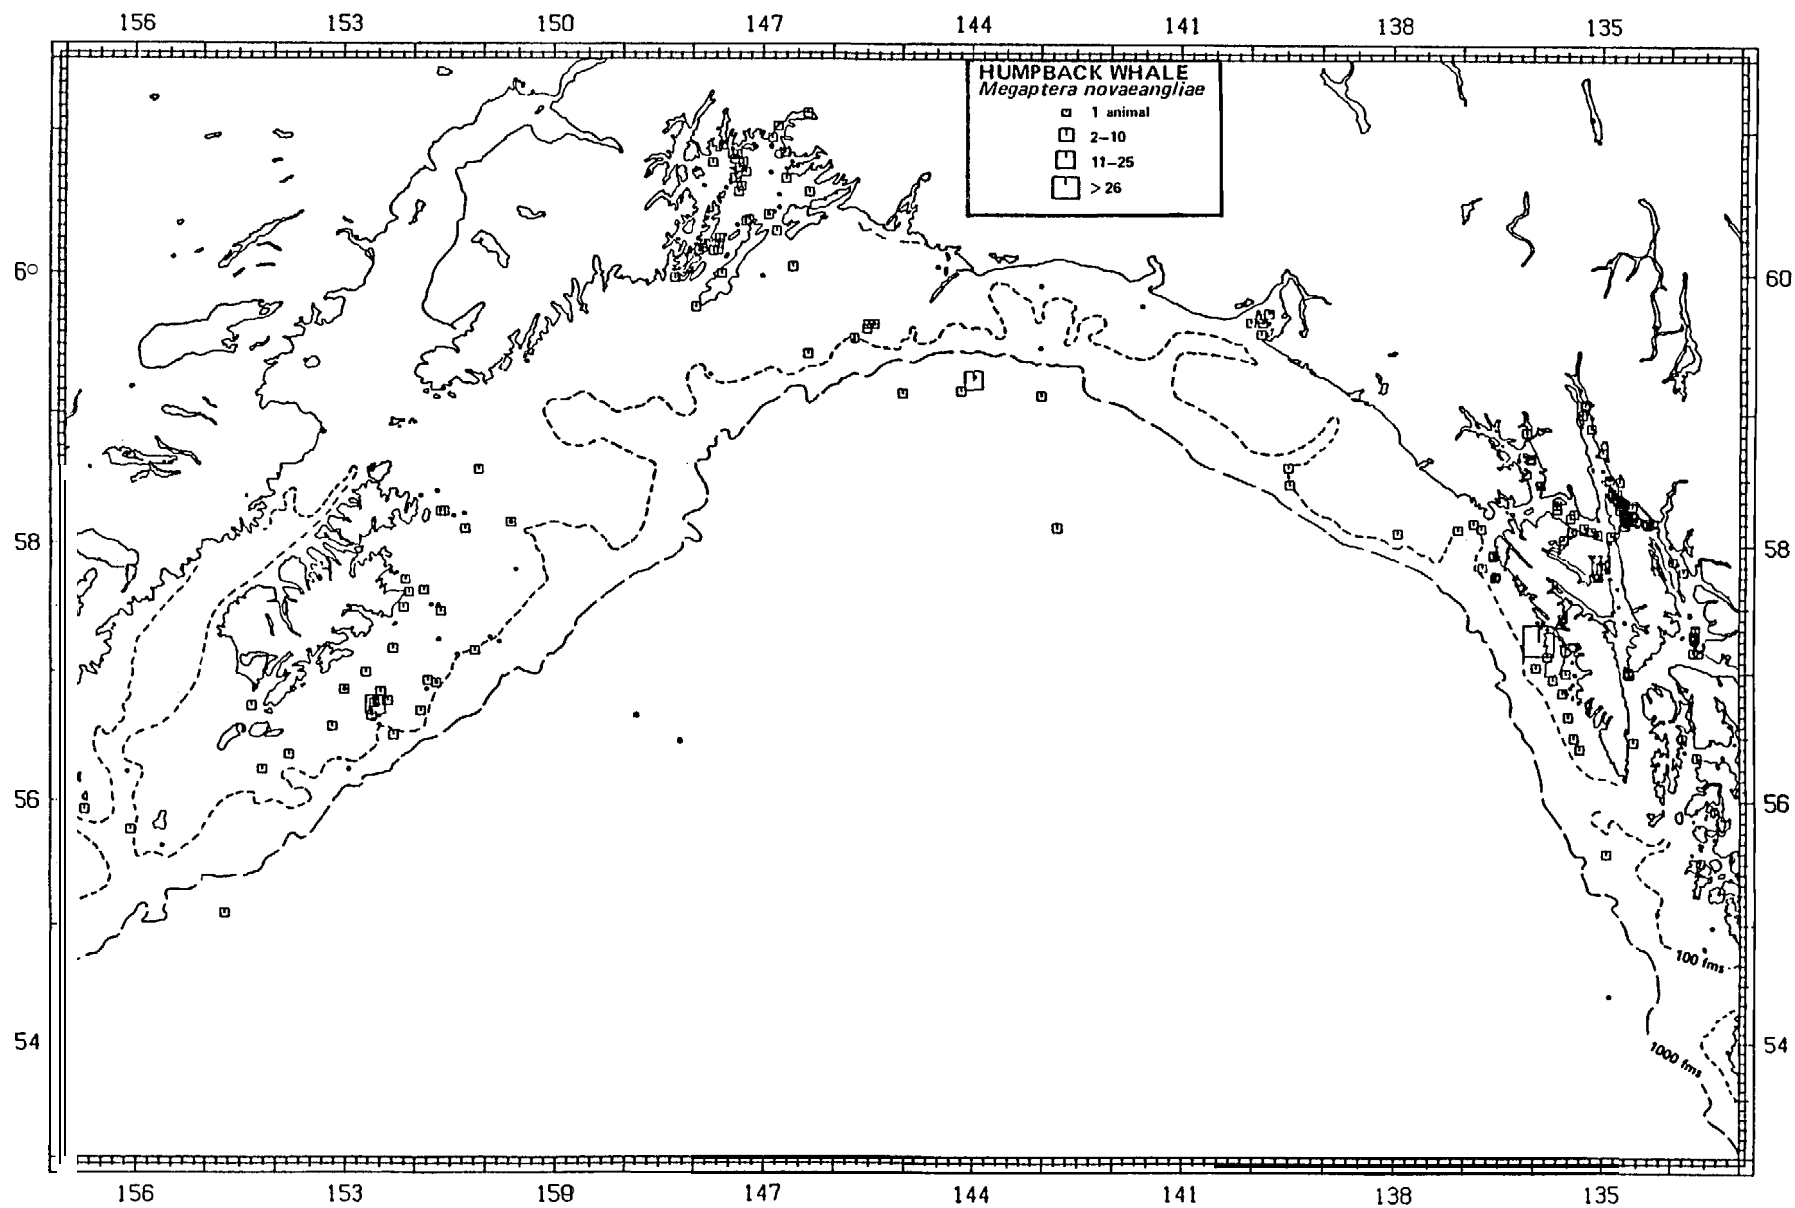 156 153 150 147 144 141 138 135
HUMPBACK WHALE
Megaptera novaeangliae
1 animal
2–10
11–25
> 26
6° 60
58 58
56 56
100 fms
54 54
1000 fms
156 153 150 147 144 141 138 135